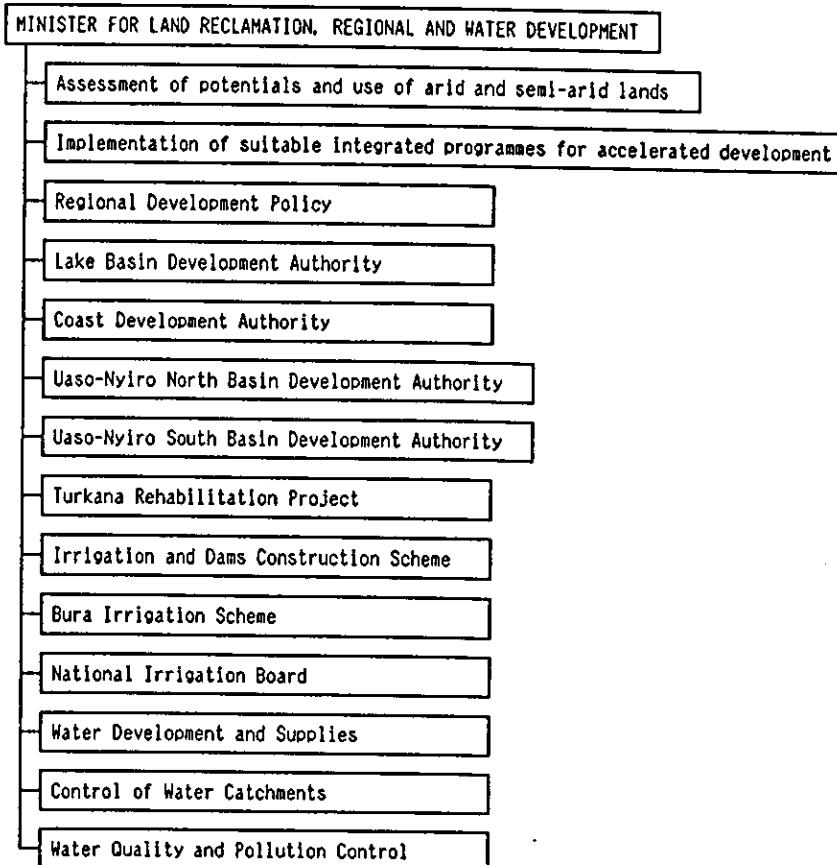 MINISTER FOR LAND RECLAMATION, REGIONAL AND WATER DEVELOPMENT
Assessment of potentials and use of arid and semi-arid lands
Implementation of suitable integrated programmes for accelerated development
Regional Development Policy
Lake Basin Development Authority
Coast Development Authority
Uaso-Nyiro North Basin Development Authority
Uaso-Nyiro South Basin Development Authority
Turkana Rehabilitation Project
Irrigation and Dams Construction Scheme
Bura Irrigation Scheme
National Irrigation Board
Water Development and Supplies
Control of Water Catchments
Water Quality and Pollution Control